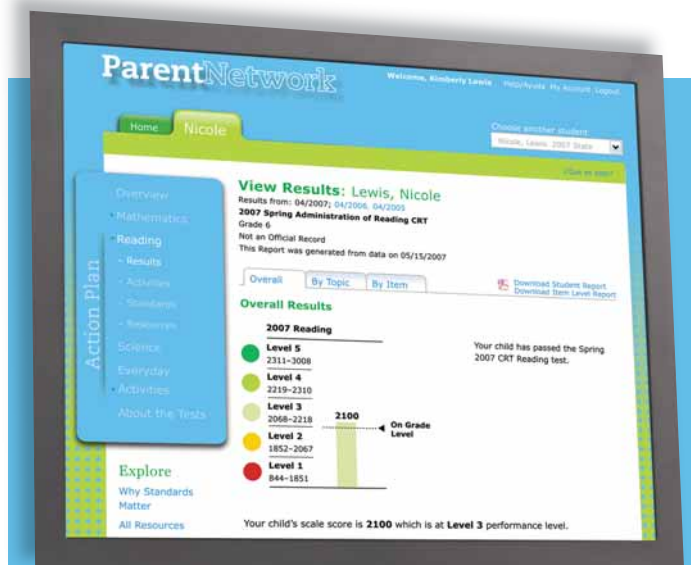 ParentNetwork
Welcome, Kimberly Lewis Help/Ayuda My Account Logout
Home Nicole
Choose another student
Nicole, Lewis, 2007 State
View Results: Lewis, Nicole
Results from: 04/2007; 04/2006, 04/2005
2007 Spring Administration of Reading CRT
Grade 6
Not an Official Record
This Report was generated from data on 05/15/2007
Action Plan
Overview
Mathematics
Reading
- Results
- Activities
- Standards
- Resources
Science
Everyday
Activities
About the Tests
Explore
Why Standards
Matter
All Resources
Overall By Topic By Item
Download Student Report
Download Item Level Report
Overall Results
2007 Reading
Level 5
2311-3008
Level 4
2219-2310
Level 3
2068-2218
Level 2
1852-2067
Level 1
844-1851
2100
On Grade
Level
Your child has passed the Spring
2007 CRT Reading test.
Your child's scale score is 2100 which is at Level 3 performance level.